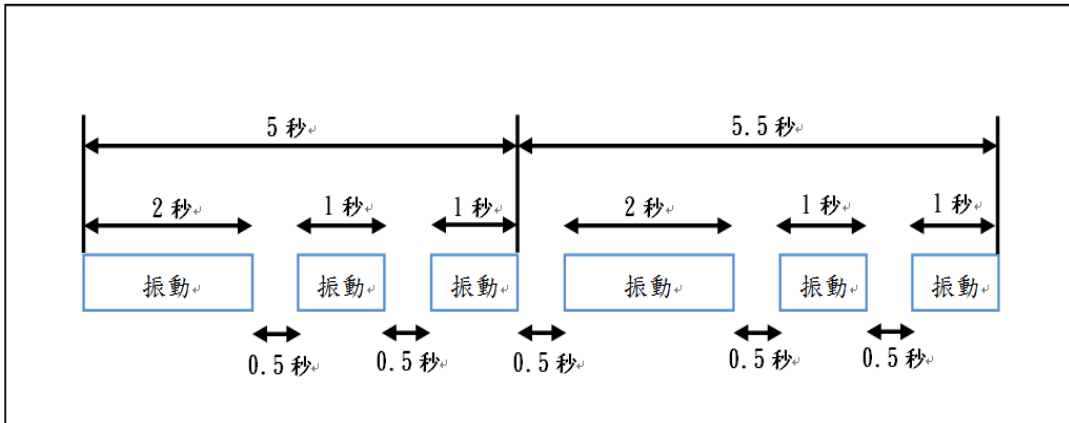 5 秒 5.5 秒
2 秒 1 秒 1 秒 2 秒 1 秒 1 秒
振動 振動 振動 振動 振動 振動
0.5 秒 0.5 秒 0.5 秒 0.5 秒 0.5 秒